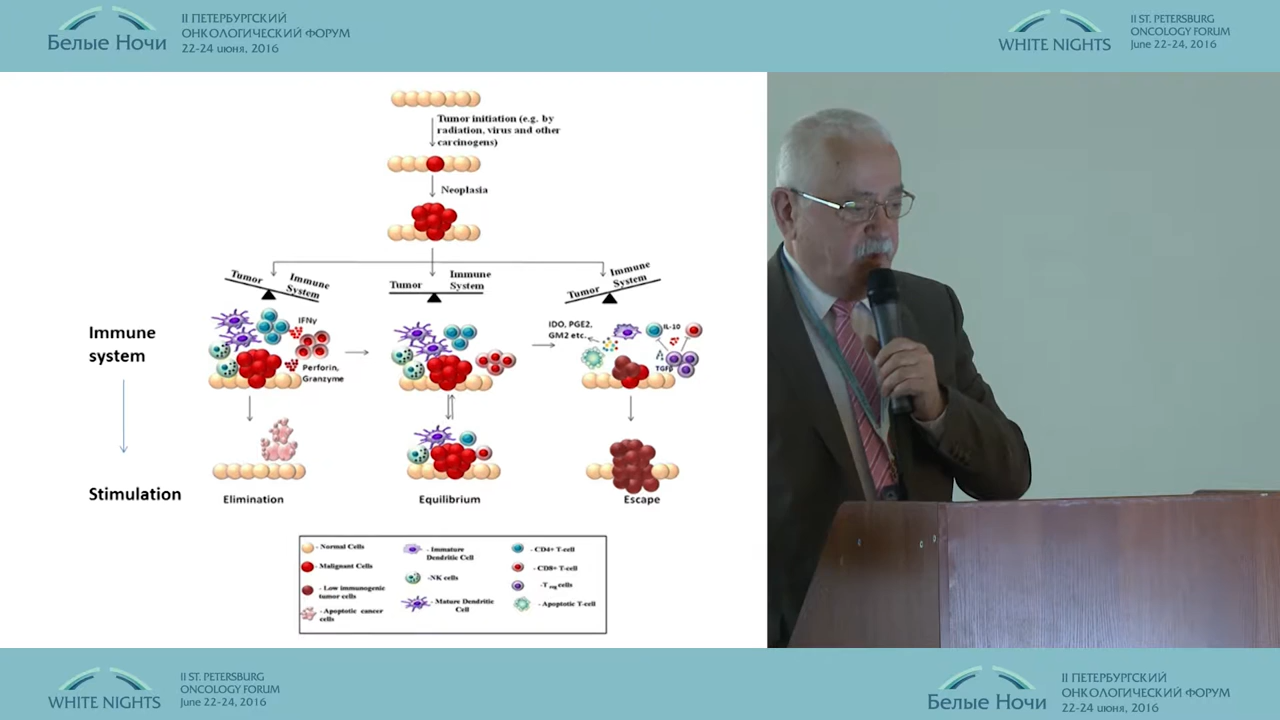 Белые Ночи
II ПЕТЕРБУРГСКИЙ
ОНКОЛОГИЧЕСКИЙ ФОРУМ
22-24 июня, 2016
WHITE NIGHTS
II ST. PETERSBURG
ONCOLOGY FORUM
June 22-24, 2016
Tumor initiation (e.g. by
radiation, virus and other
carcinogens)
Neoplasia
Tumor
Immune
System
Tumor
Immune
System
Tumor
Immune
System
Immune
system
IFNγ
Perforin,
Granzyme
IDO, PGE2,
GM2 etc.
IL-10
TGFβ
Stimulation
Elimination
Equilibrium
Escape
- Normal Cells
- Malignant Cells
- Low immunogenic
tumor cells
- Apoptotic cancer
cells
- Immature
Dendritic Cell
-NK cells
- Mature Dendritic
Cell
- CD4+ T-cell
- CD8+ T-cell
-T reg cells
- Apoptotic T-cell
WHITE NIGHTS
II ST. PETERSBURG
ONCOLOGY FORUM
June 22-24, 2016
Белые Ночи
II ПЕТЕРБУРГСКИЙ
ОНКОЛОГИЧЕСКИЙ ФОРУМ
22-24 июня, 2016